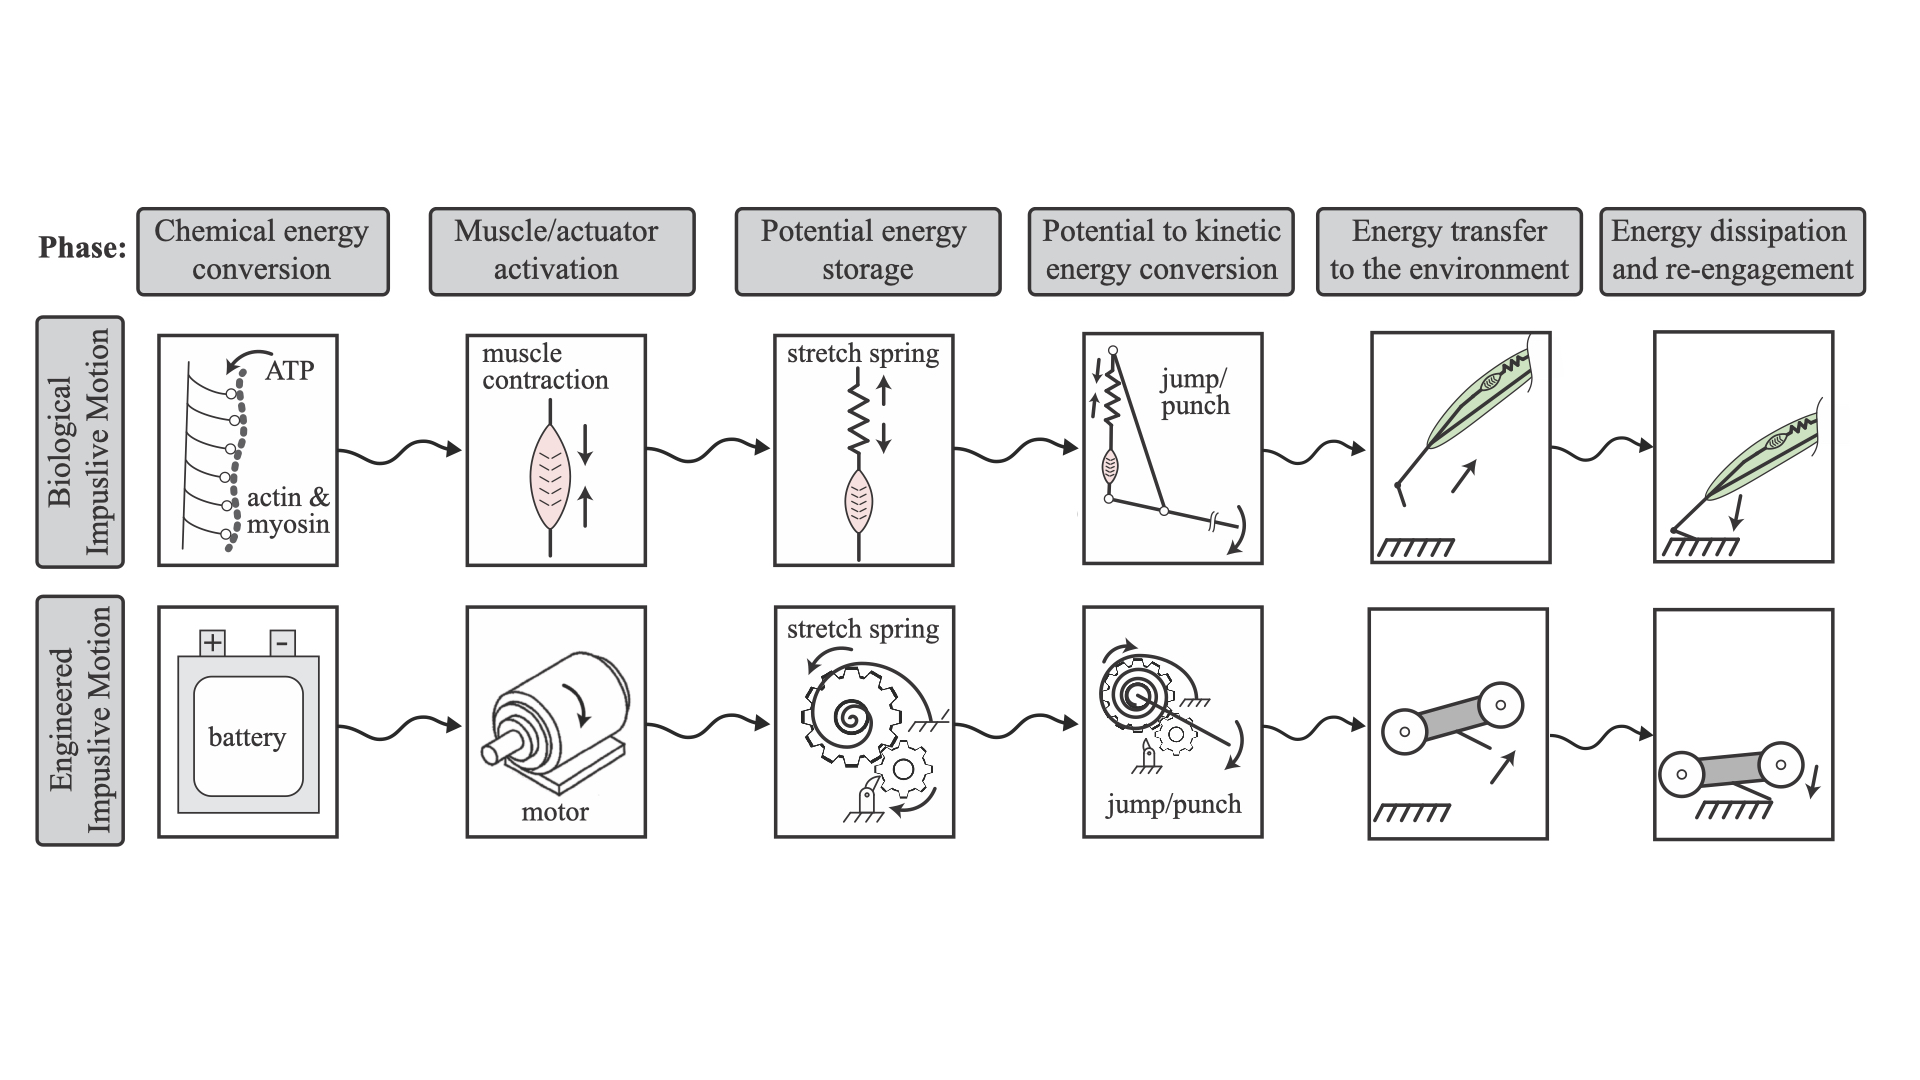 Phase:
Chemical energy
conversion
Muscle/actuator
activation
Potential energy
storage
Potential to kinetic
energy conversion
Energy transfer
to the environment
Energy dissipation
and re-engagement
Biological
Impuslive Motion
ATP
actin &
myosin
muscle
contraction
stretch spring
jump/
punch
Engineered
Impuslive Motion
+ -
battery
motor
stretch spring
jump/punch